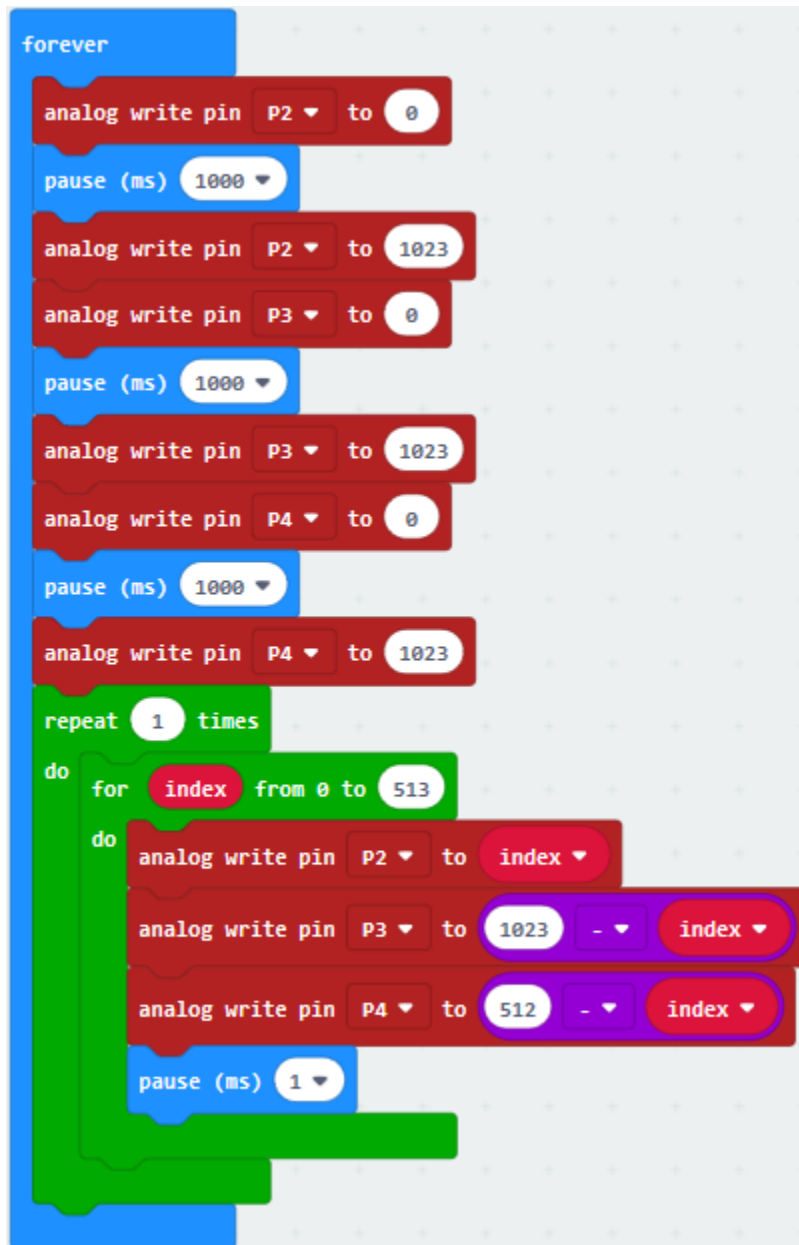 forever
analog write pin P2 to 0
pause (ms) 1000
analog write pin P2 to 1023
analog write pin P3 to 0
pause (ms) 1000
analog write pin P3 to 1023
analog write pin P4 to 0
pause (ms) 1000
analog write pin P4 to 1023
repeat 1 times
do
for index from 0 to 513
do
analog write pin P2 to index
analog write pin P3 to 1023 - index
analog write pin P4 to 512 - index
pause (ms) 1